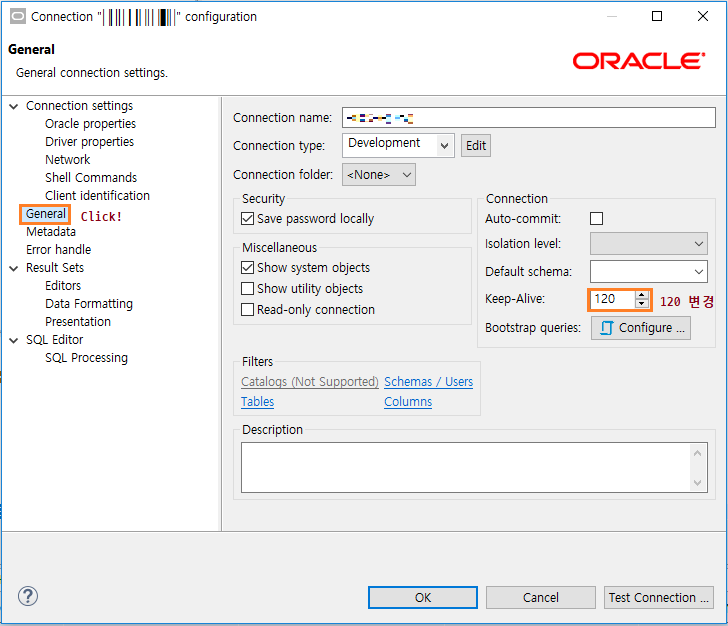 Connection "" configuration
General
General connection settings.
ORACLE
Connection settings
Oracle properties
Driver properties
Network
Shell Commands
Client identification
General Click!
Metadata
Error handle
Result Sets
Editors
Data Formatting
Presentation
SQL Editor
SQL Processing
Connection name:
Connection type: Development Edit
Connection folder: <None>
Security
Save password locally
Miscellaneous
Show system objects
Show utility objects
Read-only connection
Connection
Auto-commit:
Isolation level:
Default schema:
Keep-Alive: 120 120 변경
Bootstrap queries: Configure ...
Filters
Catalogs (Not Supported) Schemas / Users
Tables Columns
Description
? OK Cancel Test Connection ...